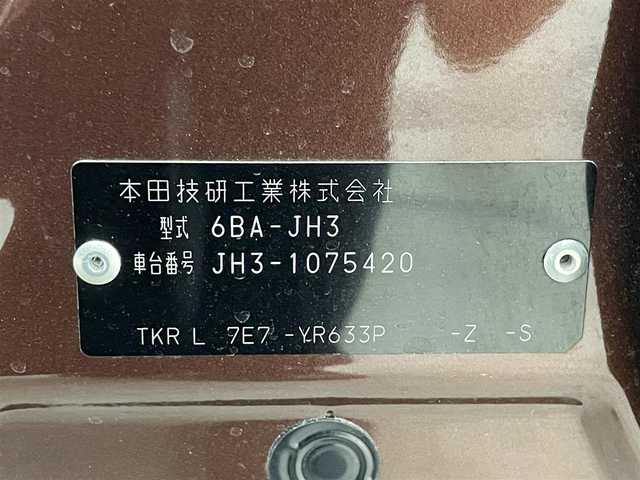 本田技研工業株式会社
型式 6BA-JH3
車台番号 JH3-1075420
TKR L 7E7 -YR633P -Z -S